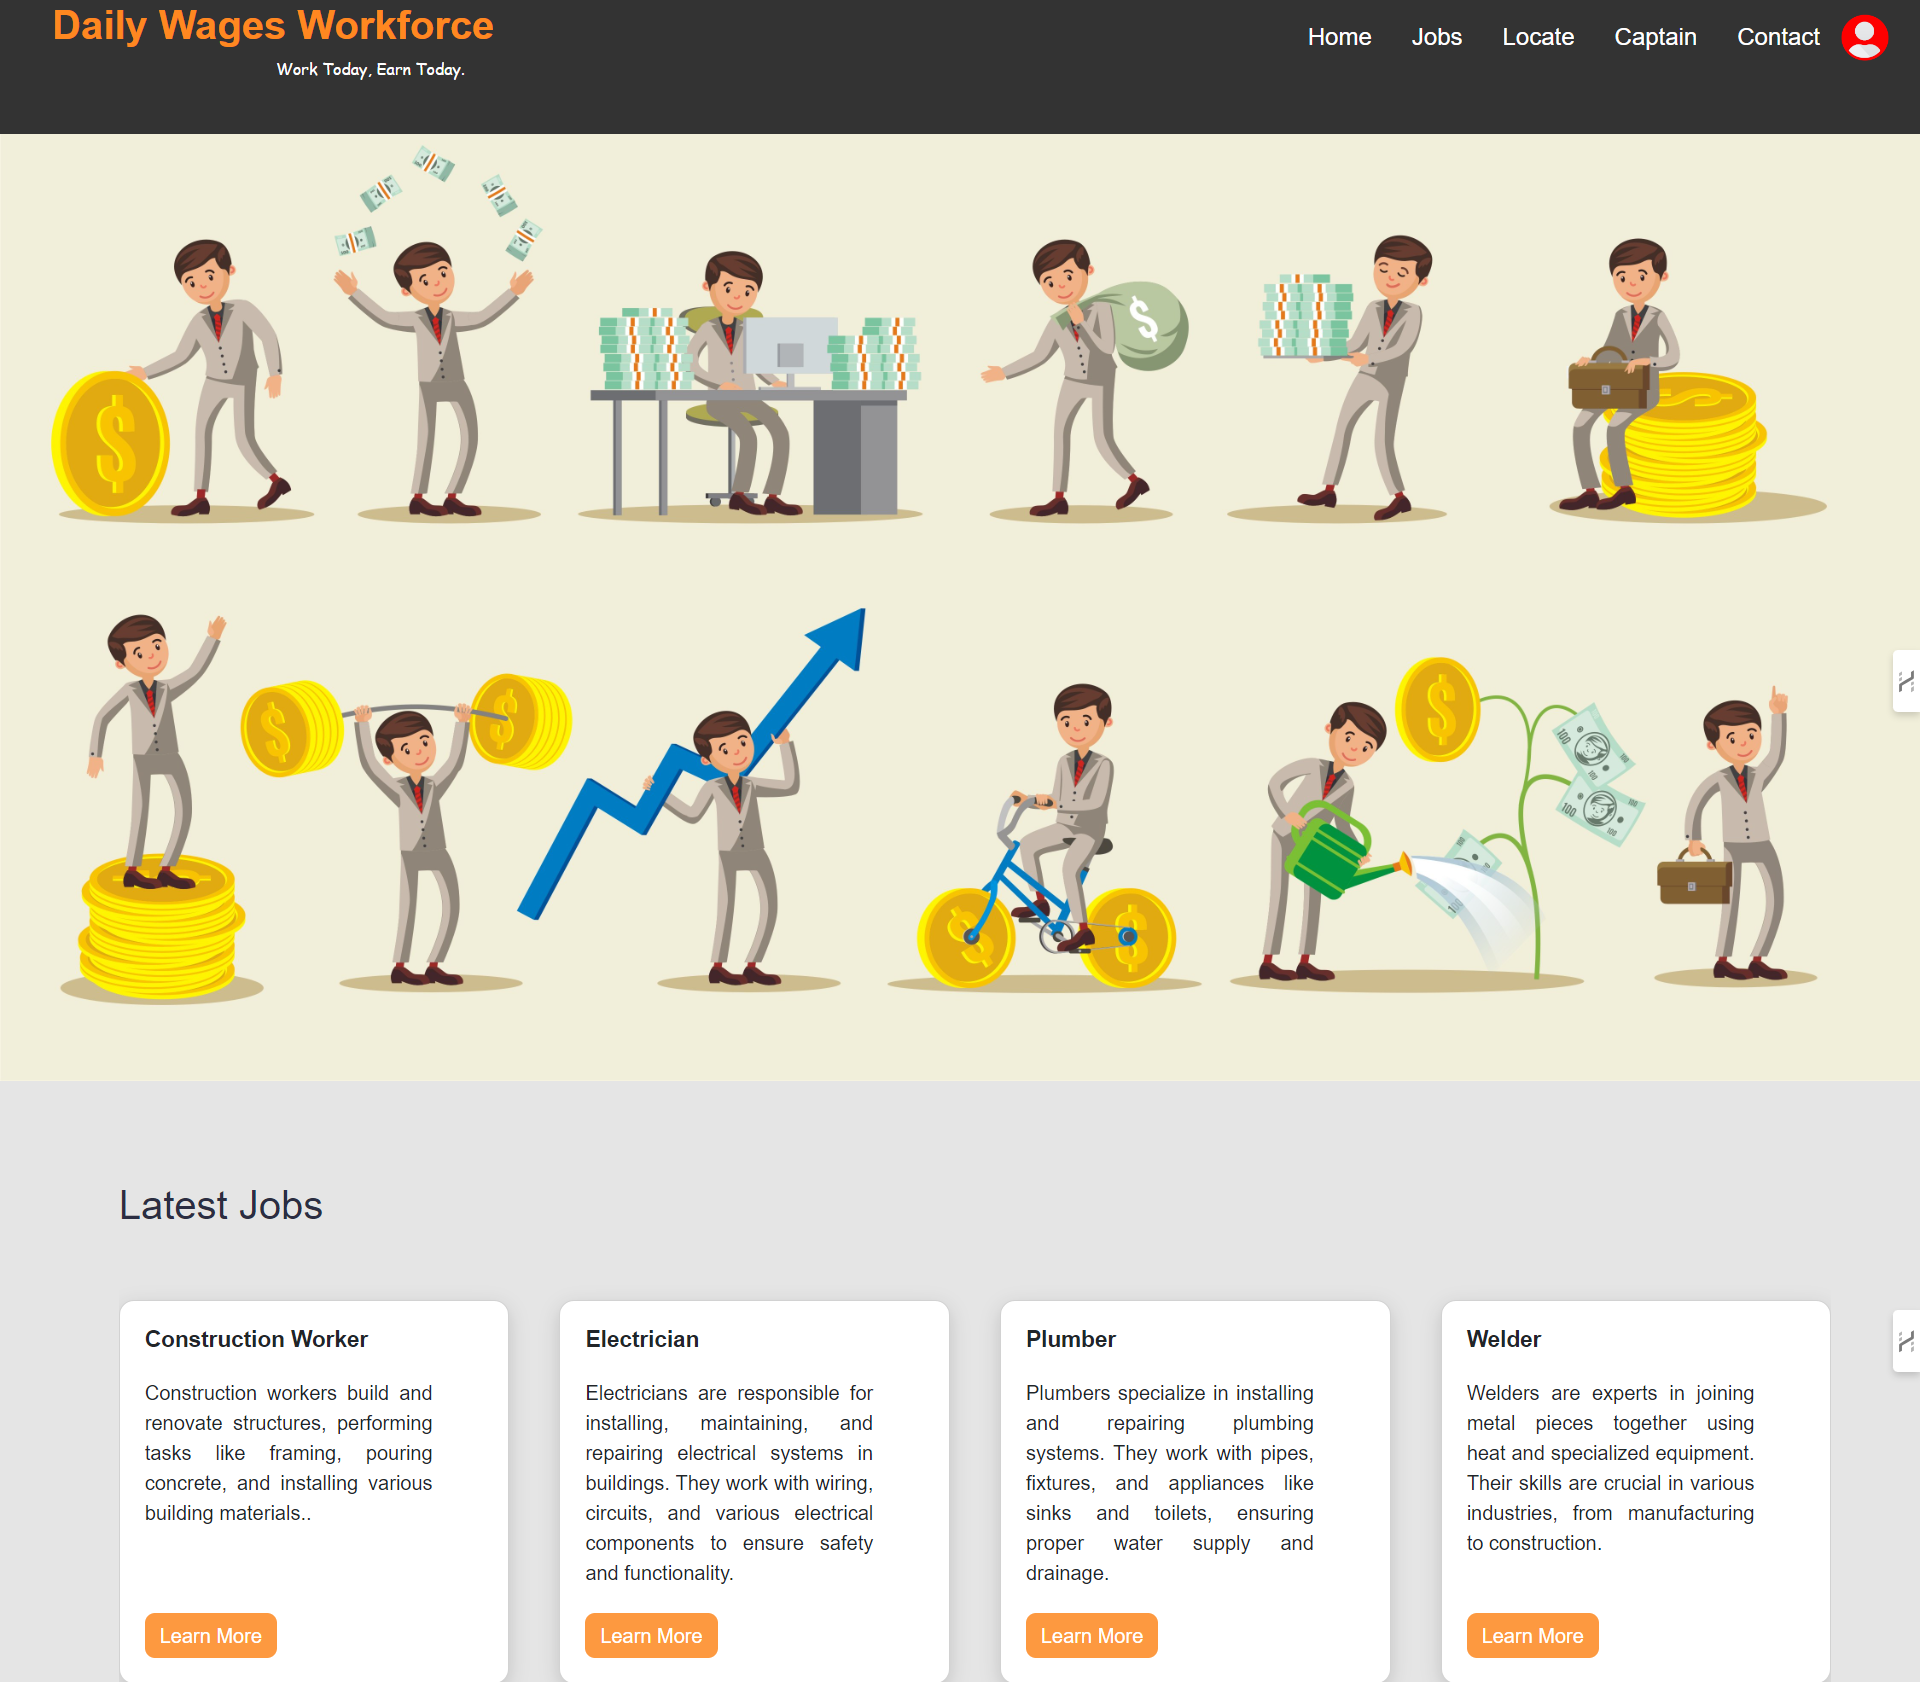 Daily Wages Workforce
Work Today, Earn Today.
Home Jobs Locate Captain Contact
$
$
$
$
$
$
100
100
100
100
$
$
100
100
Latest Jobs
Construction Worker
Construction workers build and
renovate structures, performing
tasks like framing, pouring
concrete, and installing various
building materials..
Learn More
Electrician
Electricians are responsible for
installing, maintaining, and
repairing electrical systems in
buildings. They work with wiring,
circuits, and various electrical
components to ensure safety
and functionality.
Learn More
Plumber
Plumbers specialize in installing
and repairing plumbing
systems. They work with pipes,
fixtures, and appliances like
sinks and toilets, ensuring
proper water supply and
drainage.
Learn More
Welder
Welders are experts in joining
metal pieces together using
heat and specialized equipment.
Their skills are crucial in various
industries, from manufacturing
to construction.
Learn More